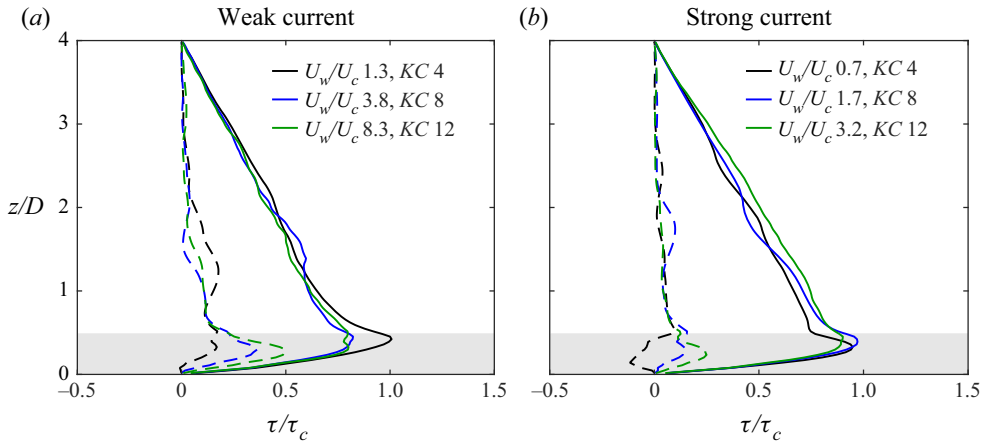 (a) Weak current
4
3
2
1
0
z/D
U_w/U_c 1.3, KC 4
U_w/U_c 3.8, KC 8
U_w/U_c 8.3, KC 12
–0.5 0 0.5 1.0 1.5
τ/τ_c
(b) Strong current
4
3
2
1
0
U_w/U_c 0.7, KC 4
U_w/U_c 1.7, KC 8
U_w/U_c 3.2, KC 12
–0.5 0 0.5 1.0 1.5
τ/τ_c